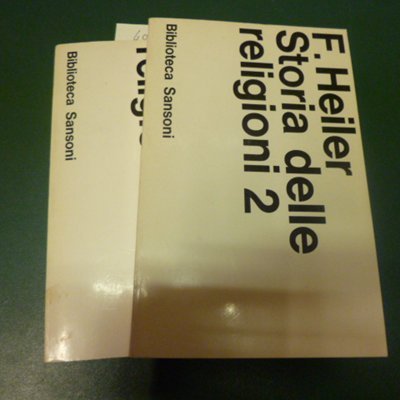 F. Heiler
Storia delle
religioni 2
Biblioteca Sansoni
Biblioteca Sansoni